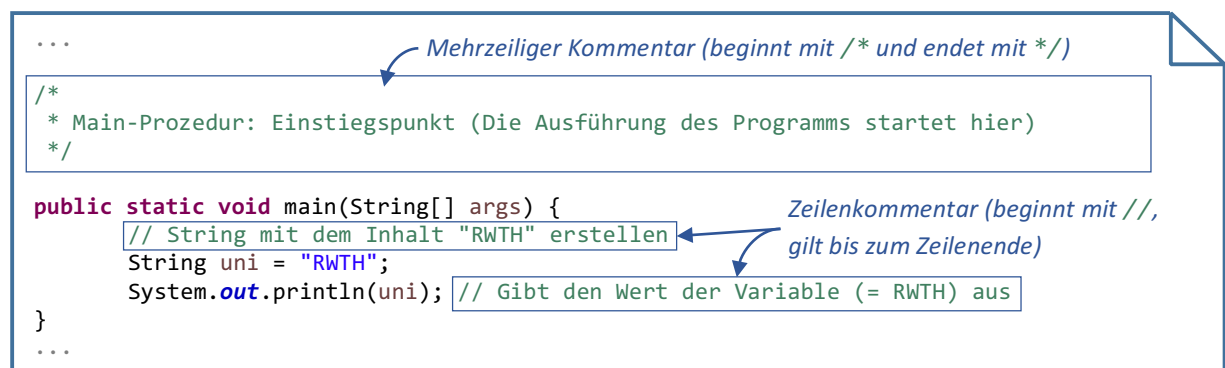 ...
Mehrzeiliger Kommentar (beginnt mit /* und endet mit */)
/*
 * Main-Prozedur: Einstiegspunkt (Die Ausführung des Programms startet hier)
 */
public static void main(String[] args) {
Zeilenkommentar (beginnt mit //,
// String mit dem Inhalt "RWTH" erstellen
gilt bis zum Zeilenende)
String uni = "RWTH";
System.out.println(uni); // Gibt den Wert der Variable (= RWTH) aus
}
...